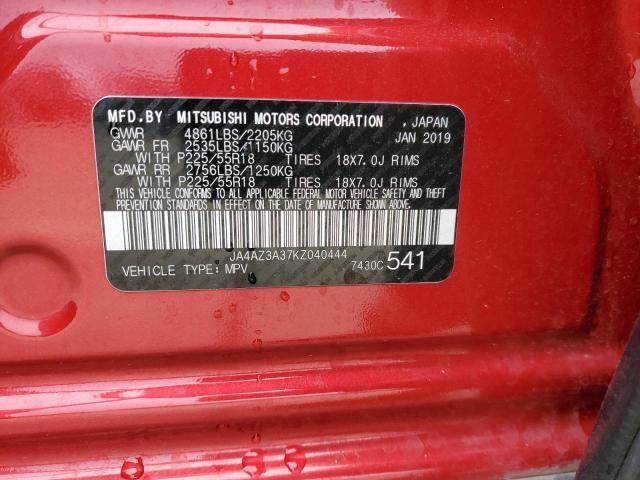 MFD.BY MITSUBISHI MOTORS CORPORATION , JAPAN
GVWR 4861LBS/2205KG JAN 2019
GAWR FR 2535LBS/1150KG
WITH P225/55R18 TIRES 18X7.0J RIMS
GAWR RR 2756LBS/1250KG
WITH P225/55R18 TIRES 18X7.0J RIMS
THIS VEHICLE CONFORMS TO ALL APPLICABLE FEDERAL MOTOR VEHICLE SAFETY AND THEFT
PREVENTION STANDARDS IN EFFECT ON THE DATE OF MANUFACTURE SHOWN ABOVE.
JA4AZ3A37KZ040444
VEHICLE TYPE: MPV 7430C 541